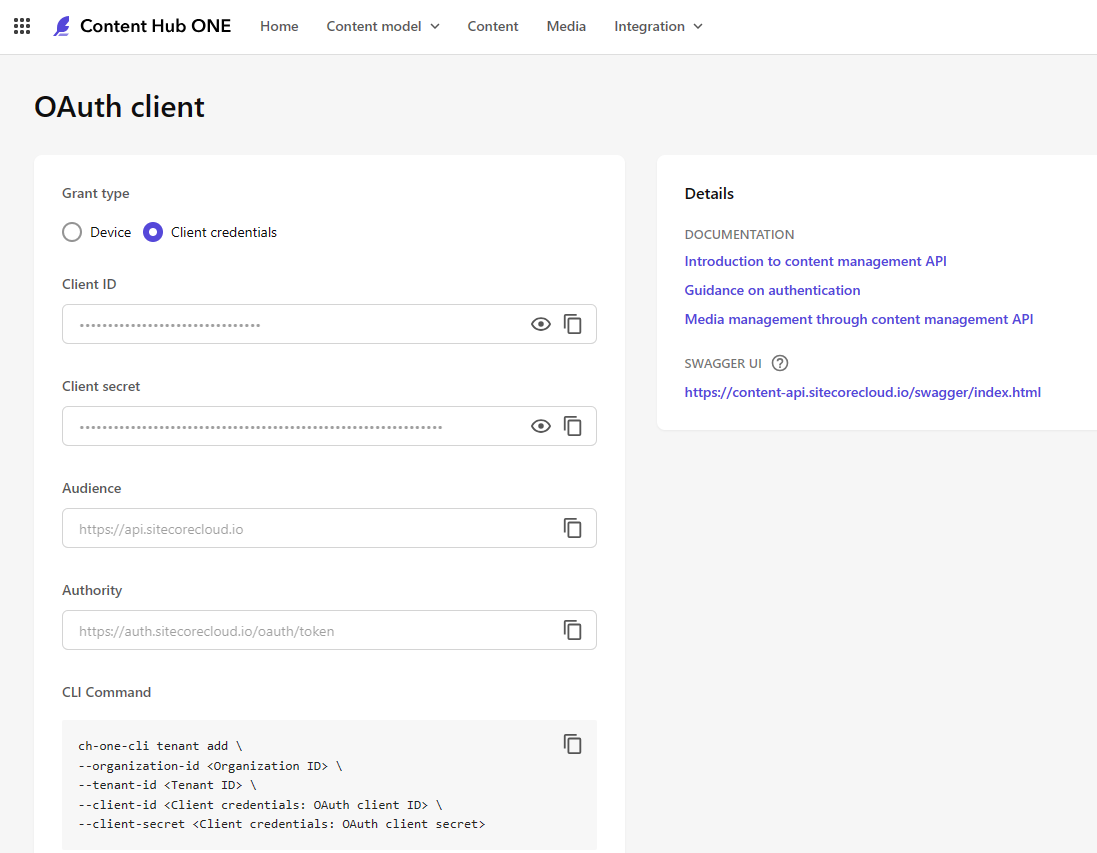 Content Hub ONE Home Content model Content Media Integration
OAuth client
Grant type
Device Client credentials
Client ID
••••••••••••••••••••••••••••••••
Client secret
••••••••••••••••••••••••••••••••••••••••••••••••••••••••••••••••
Audience
https://api.sitecorecloud.io
Authority
https://auth.sitecorecloud.io/oauth/token
CLI Command
ch-one-cli tenant add \
--organization-id <Organization ID> \
--tenant-id <Tenant ID> \
--client-id <Client credentials: OAuth client ID> \
--client-secret <Client credentials: OAuth client secret>
Details
DOCUMENTATION
Introduction to content management API
Guidance on authentication
Media management through content management API
SWAGGER UI ?
https://content-api.sitecorecloud.io/swagger/index.html